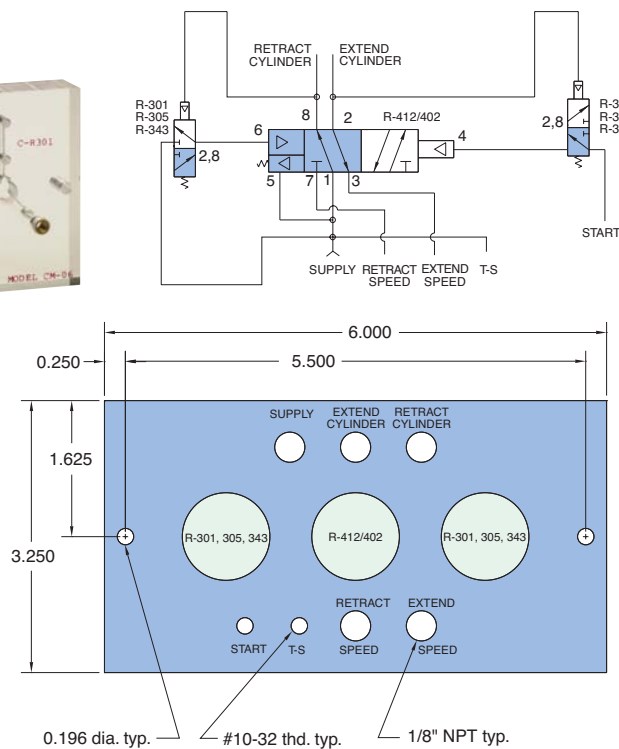 RETRACT CYLINDER
EXTEND CYLINDER
R-301
R-305
R-343
8
2
R-412/402
6
4
2,8
2,8
5
7
1
3
SUPPLY
RETRACT SPEED
EXTEND SPEED
T-S
START
C-R301
MODEL CM-06
6.000
0.250
5.500
1.625
3.250
SUPPLY
EXTEND CYLINDER
RETRACT CYLINDER
R-301, 305, 343
R-412/402
R-301, 305, 343
START
T-S
RETRACT
SPEED
EXTEND
SPEED
0.196 dia. typ.
#10-32 thd. typ.
1/8" NPT typ.